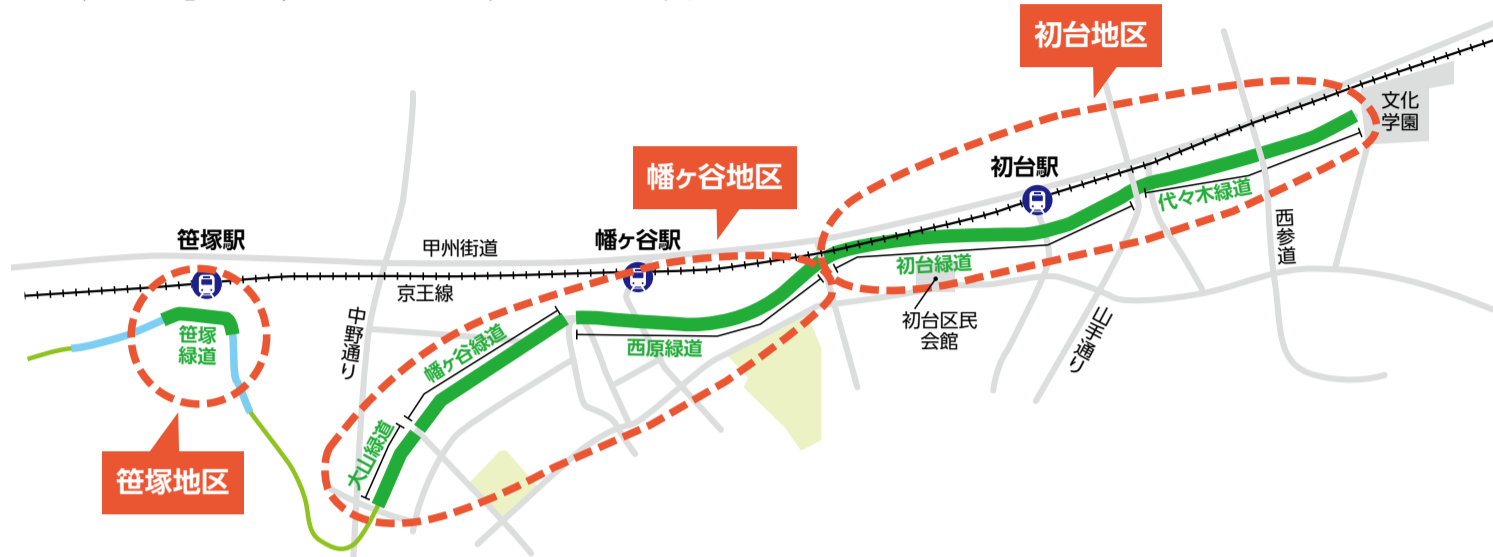 初台地区
文化
学園
幡ヶ谷地区
初台駅
代々木緑道
笹塚駅
甲州街道
幡ヶ谷駅
西参道
京王線
初台緑道
中野通り
山手通り
初台区民
会館
笹塚
緑道
幡ヶ谷緑道
西原緑道
大山緑道
笹塚地区